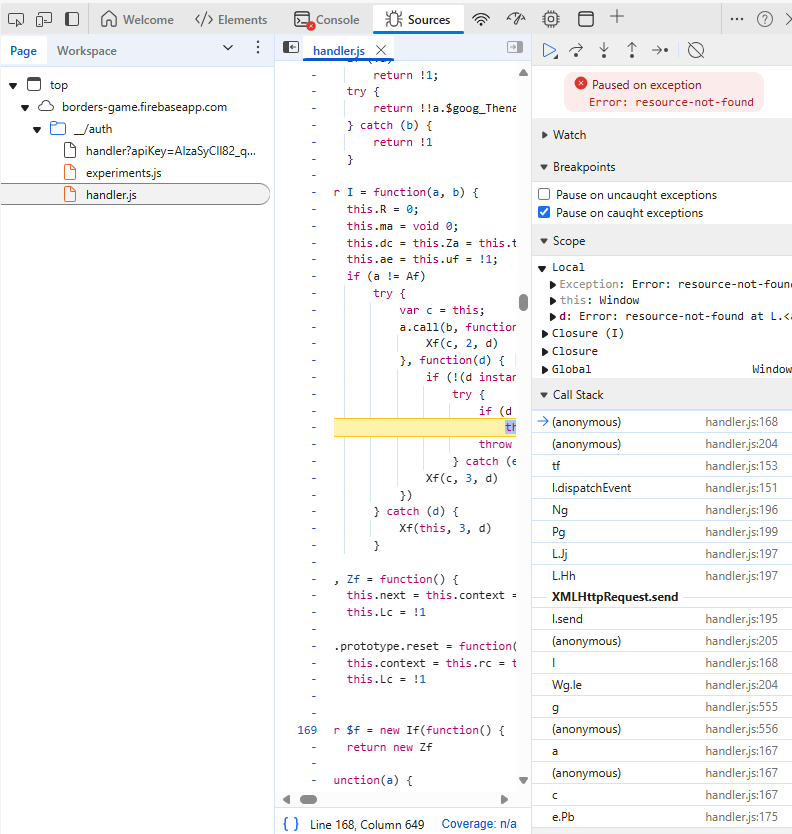 Welcome Elements Console Sources
Page Workspace
top
borders-game.firebaseapp.com
__/auth
handler?apiKey=AIzaSyCIl82_q...
experiments.js
handler.js
handler.js
return !1;
try {
return !!a.$goog_Thena
} catch (b) {
return !1
}
r I = function(a, b) {
this.R = 0;
this.ma = void 0;
this.dc = this.Za = this.t
this.ae = this.uf = !1;
if (a != Af)
try {
var c = this;
a.call(b, function
Xf(c, 2, d)
}, function(d) {
if (!(d instan
try {
if (d
th
throw
} catch (e
Xf(c, 3, d)
})
} catch (d) {
Xf(this, 3, d)
}
, Zf = function() {
this.next = this.context =
this.Lc = !1
.prototype.reset = function(
this.context = this.rc = t
this.Lc = !1
169 r $f = new If(function() {
return new Zf
unction(a) {
{ } Line 168, Column 649 Coverage: n/a
Paused on exception
Error: resource-not-found
Watch
Breakpoints
Pause on uncaught exceptions
Pause on caught exceptions
Scope
Local
Exception: Error: resource-not-foun
this: Window
d: Error: resource-not-found at L.<a
Closure (I)
Closure
Global Window
Call Stack
(anonymous) handler.js:168
(anonymous) handler.js:204
tf handler.js:153
l.dispatchEvent handler.js:151
Ng handler.js:196
Pg handler.js:199
L.Jj handler.js:197
L.Hh handler.js:197
XMLHttpRequest.send
l.send handler.js:195
(anonymous) handler.js:205
I handler.js:168
Wg.Ie handler.js:204
g handler.js:555
(anonymous) handler.js:556
a handler.js:167
(anonymous) handler.js:167
c handler.js:167
e.Pb handler.js:175